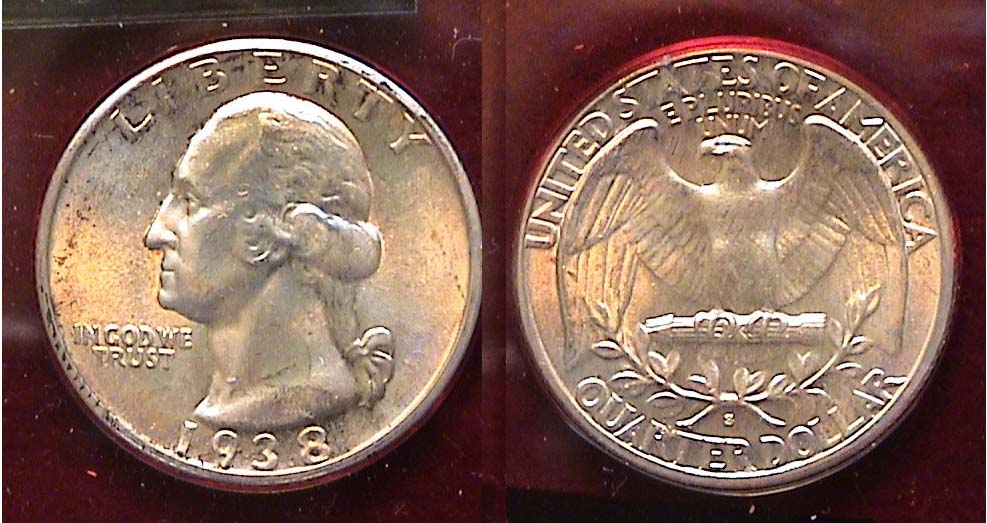 LIBERTY
IN GOD WE
TRUST
1938
UNITED STATES OF AMERICA
E PLURIBUS
UNUM
S
QUARTER DOLLAR